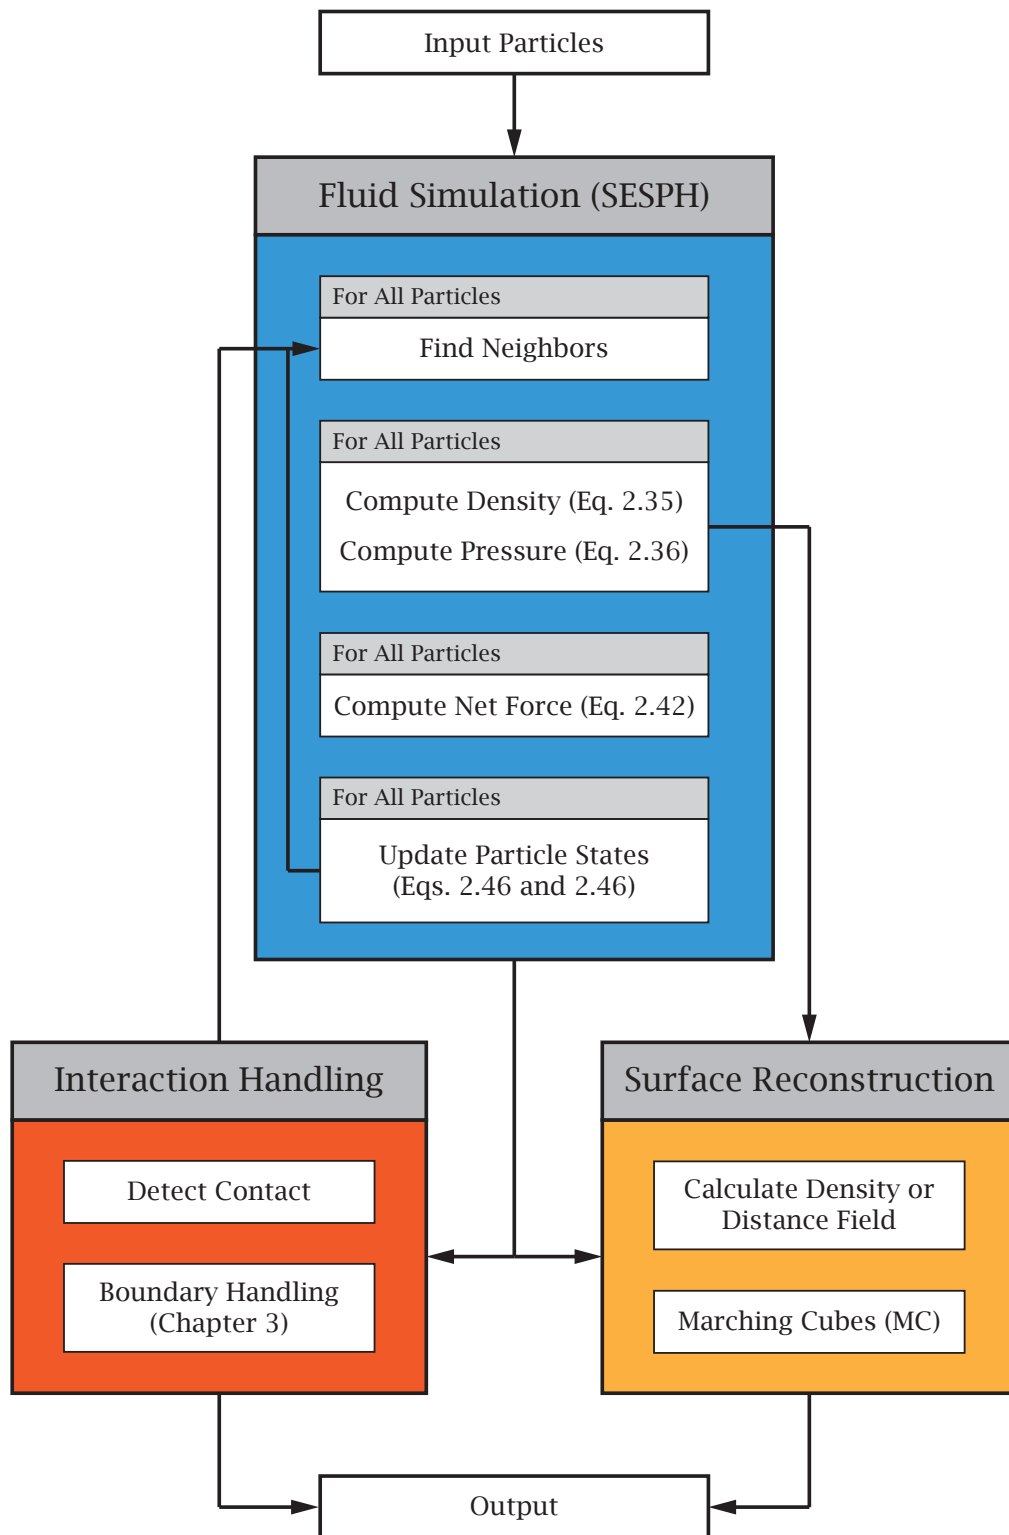 Input Particles
Fluid Simulation (SESPH)
For All Particles
Find Neighbors
For All Particles
Compute Density (Eq. 2.35)
Compute Pressure (Eq. 2.36)
For All Particles
Compute Net Force (Eq. 2.42)
For All Particles
Update Particle States
(Eqs. 2.46 and 2.46)
Interaction Handling
Detect Contact
Boundary Handling
(Chapter 3)
Surface Reconstruction
Calculate Density or
Distance Field
Marching Cubes (MC)
Output